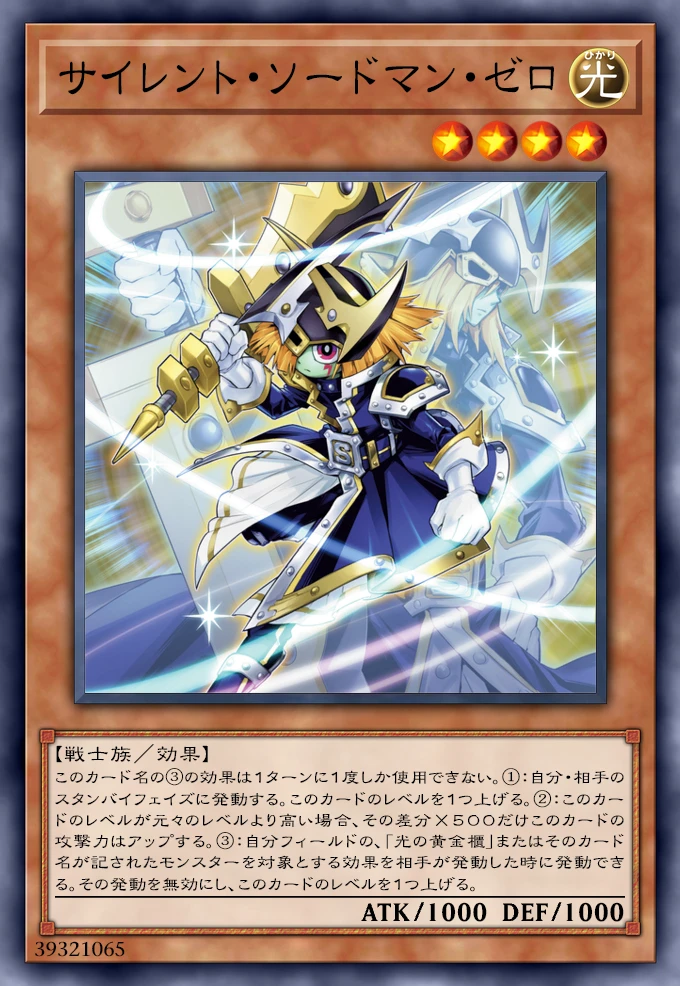 サイレント・ソードマン・ゼロ
ひかり
光
【戦士族／効果】
このカード名の③の効果は１ターンに１度しか使用できない。①：自分・相手の
スタンバイフェイズに発動する。このカードのレベルを１つ上げる。②：このカー
ドのレベルが元々のレベルより高い場合、その差分×５００だけこのカードの
攻撃力はアップする。③：自分フィールドの、「光の黄金櫃」またはそのカード
名が記されたモンスターを対象とする効果を相手が発動した時に発動でき
る。その発動を無効にし、このカードのレベルを１つ上げる。
ATK/1000 DEF/1000
39321065
S